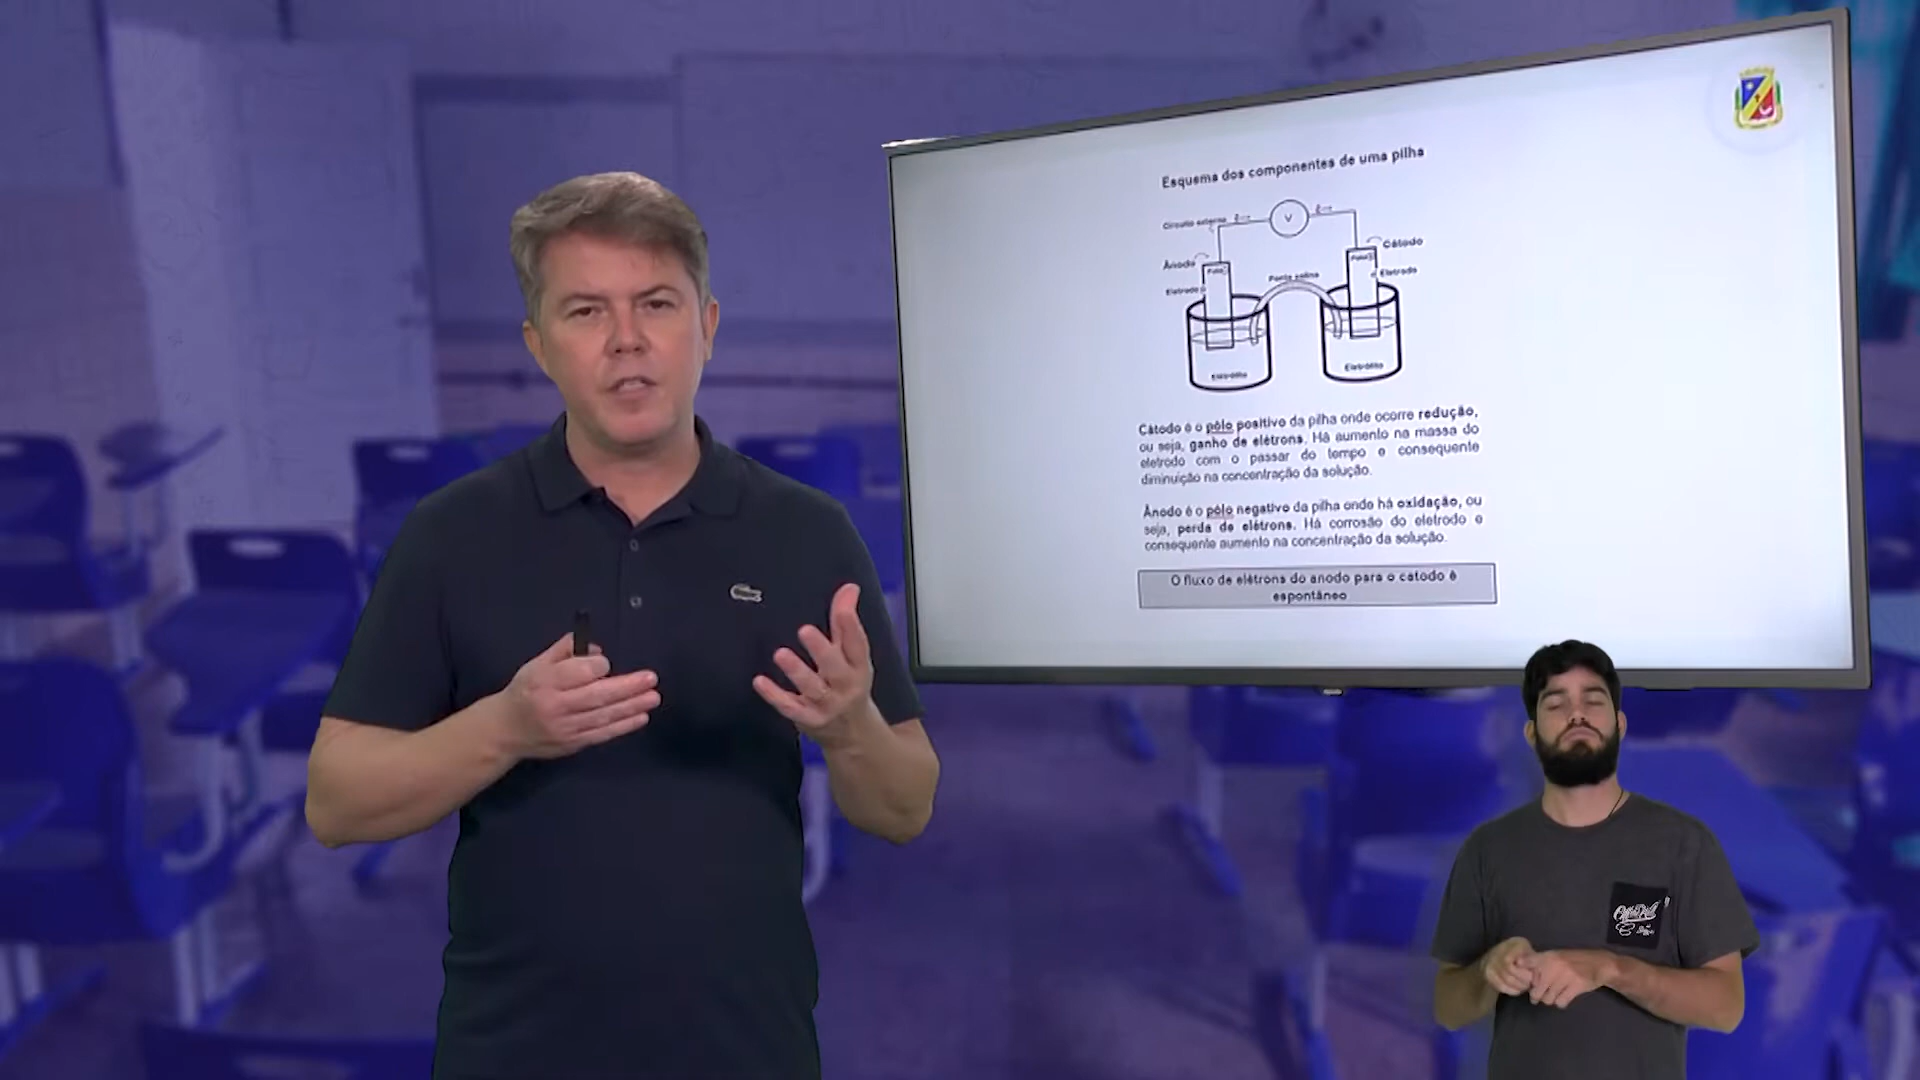 Esquema dos componentes de uma pilha
Circuito externo
V
Cátodo
Ânodo
Polo
Polo
Eletrodo
Ponte salina
Eletrodo
Eletrólito
Eletrólito
Cátodo é o pólo positivo da pilha onde ocorre redução,
ou seja, ganho de elétrons. Há aumento na massa do
eletrodo com o passar do tempo e consequente
diminuição na concentração da solução.
Ânodo é o pólo negativo da pilha onde há oxidação, ou
seja, perda de elétrons. Há corrosão do eletrodo e
consequente aumento na concentração da solução.
O fluxo de elétrons do anodo para o catodo é
espontâneo